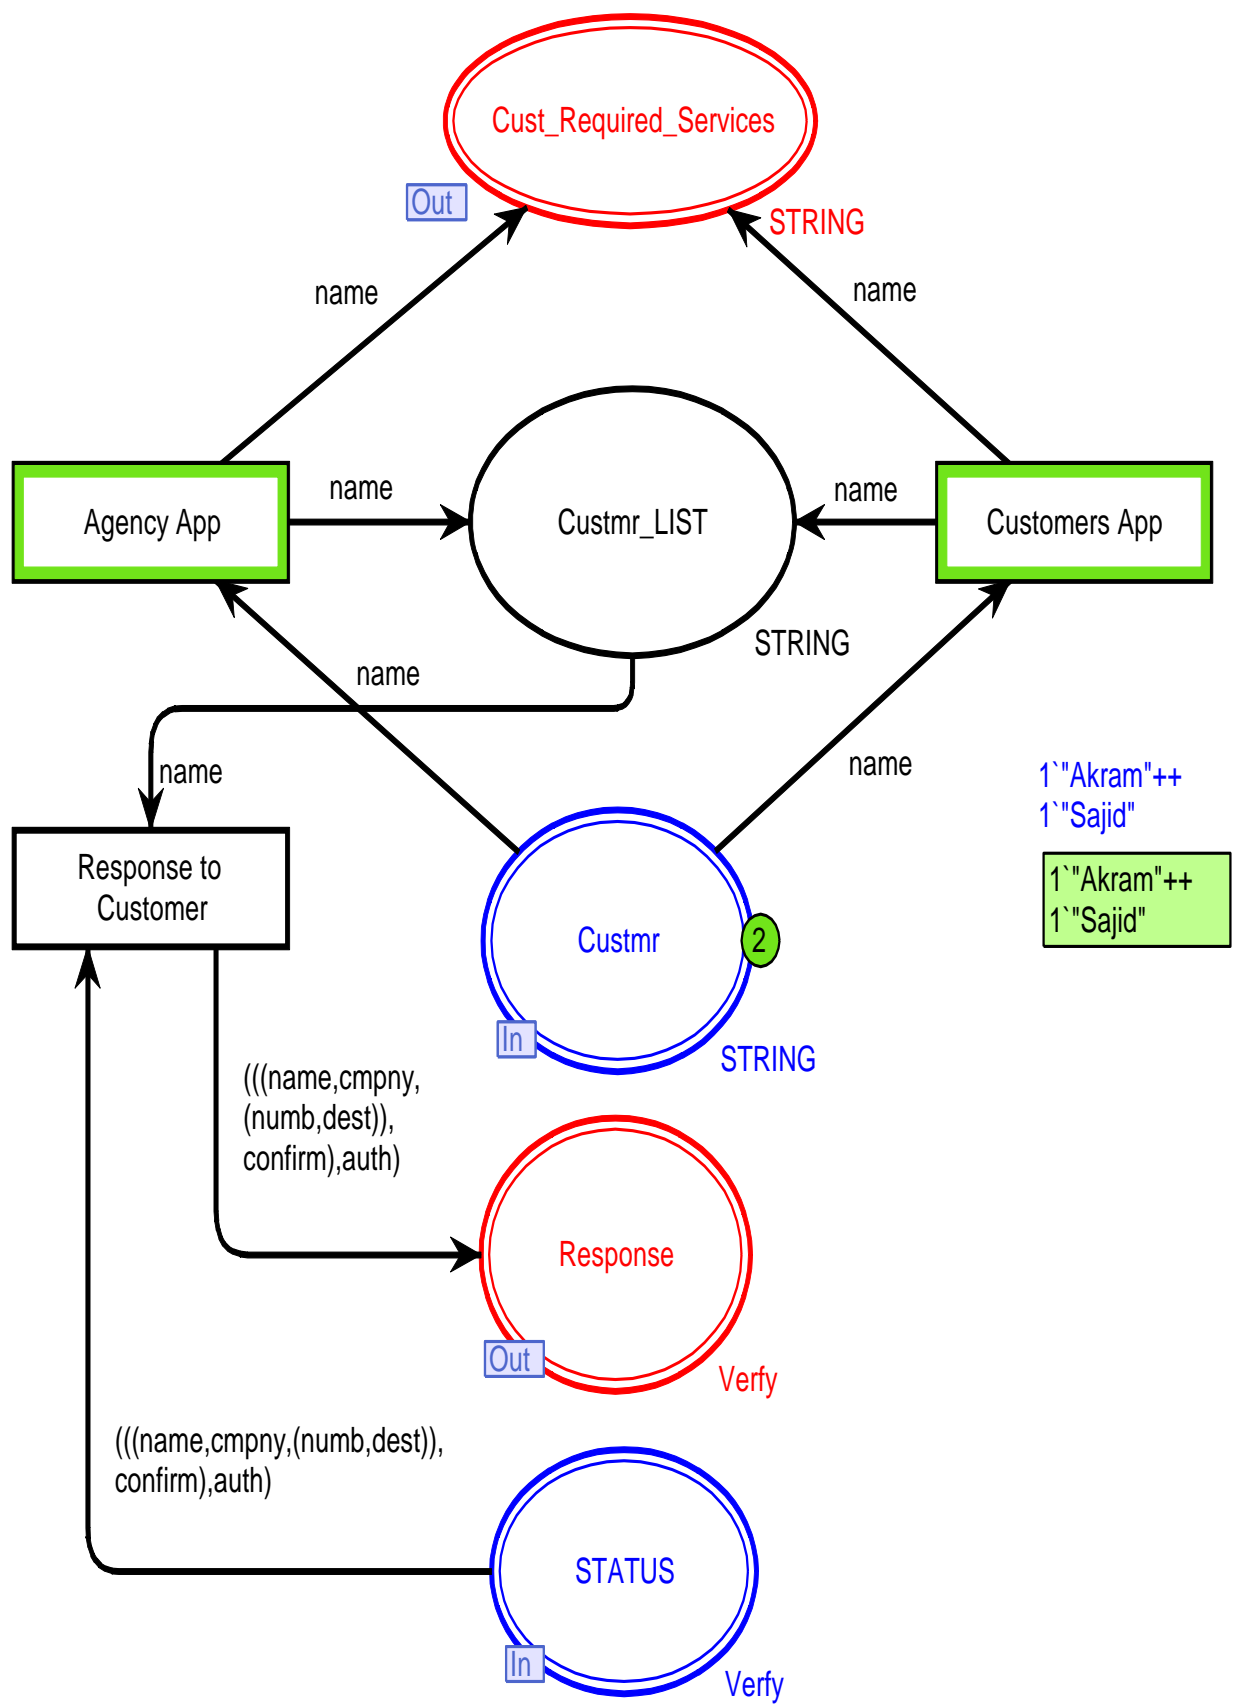 Cust_Required_Services
Out
STRING
name
name
Agency App
name
Custmr_LIST
name
Customers App
STRING
name
name
name
1`"Akram"++
1`"Sajid"
Response to
Customer
1`"Akram"++
1`"Sajid"
Custmr
2
In
STRING
(((name,cmpny,
(numb,dest)),
confirm),auth)
Response
Out
Verfy
(((name,cmpny,(numb,dest)),
confirm),auth)
STATUS
In
Verfy